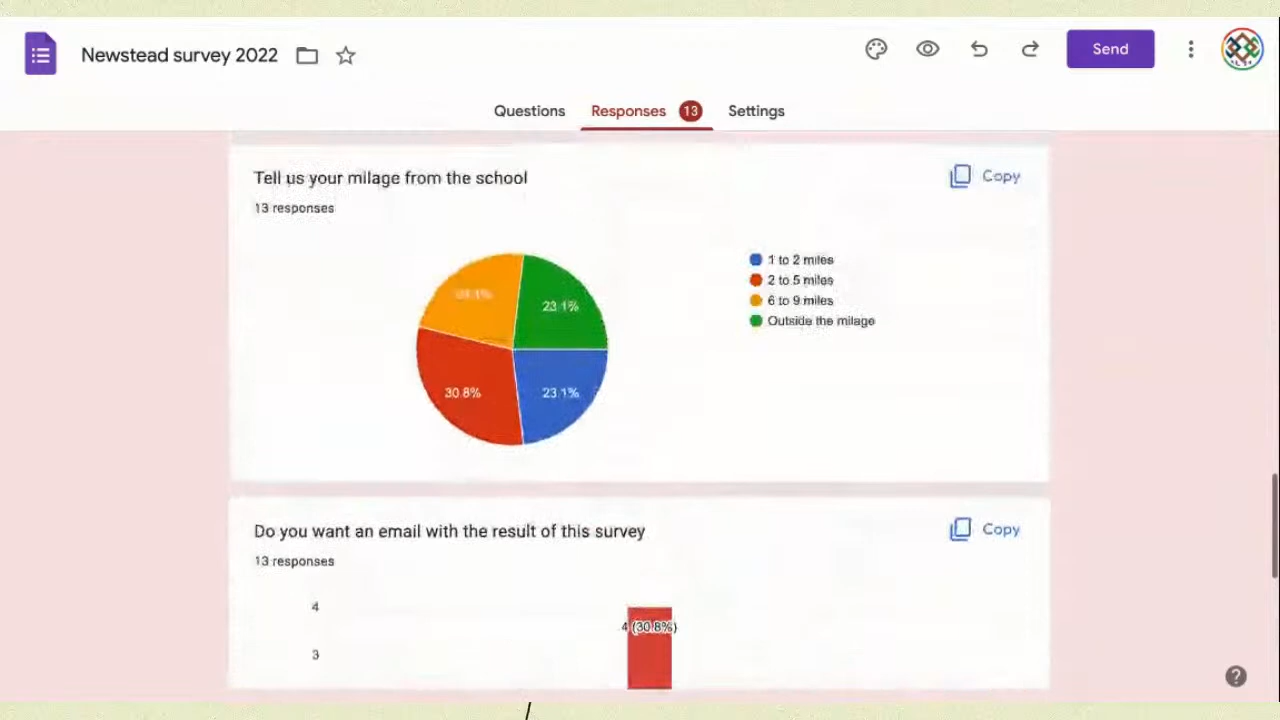 Newstead survey 2022
Send
Questions
Responses 13
Settings
Tell us your milage from the school
Copy
13 responses
1 to 2 miles
2 to 5 miles
6 to 9 miles
Outside the milage
23.1%
30.8%
23.1%
Do you want an email with the result of this survey
Copy
13 responses
4
4 (30.8%)
3